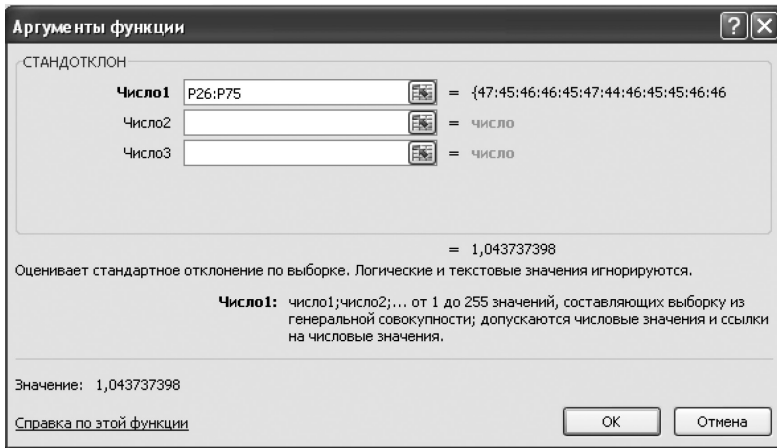 Аргументы функции
СТАНДОТКЛОН
Число1 P26:P75 = {47:45:46:46:45:47:44:46:45:45:46:46
Число2 = число
Число3 = число
= 1,043737398
Оценивает стандартное отклонение по выборке. Логические и текстовые значения игнорируются.
Число1: число1;число2;... от 1 до 255 значений, составляющих выборку из
генеральной совокупности; допускаются числовые значения и ссылки
на числовые значения.
Значение: 1,043737398
Справка по этой функции
ОК
Отмена